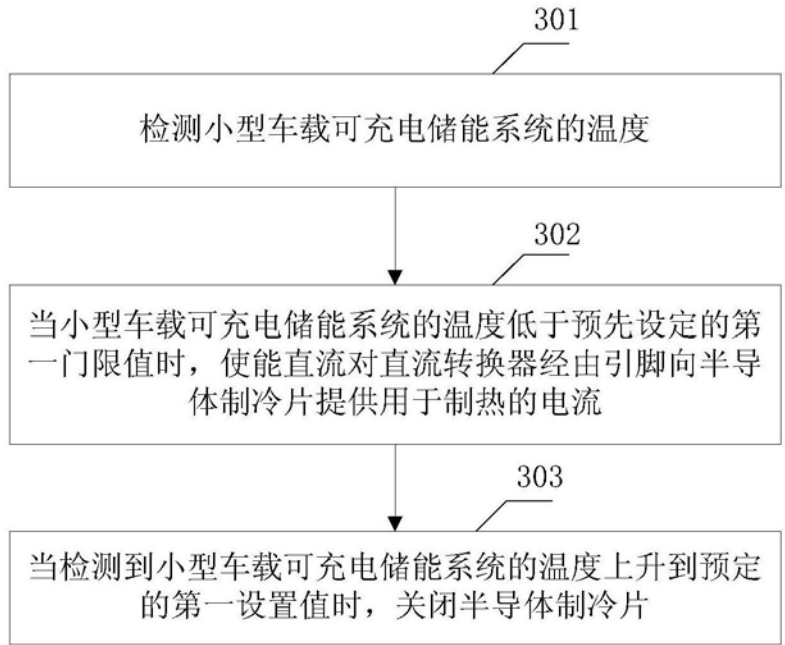 301
检测小型车载可充电储能系统的温度
302
当小型车载可充电储能系统的温度低于预先设定的第
一门限值时，使能直流对直流转换器经由引脚向半导
体制冷片提供用于制热的电流
303
当检测到小型车载可充电储能系统的温度上升到预定
的第一设置值时，关闭半导体制冷片